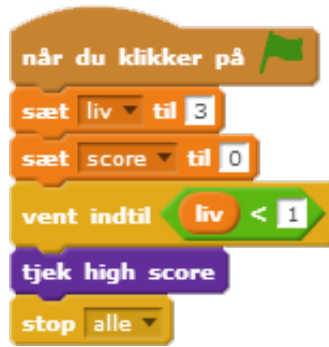 når du klikker på
sæt liv til 3
sæt score til 0
vent indtil liv < 1
tjek high score
stop alle